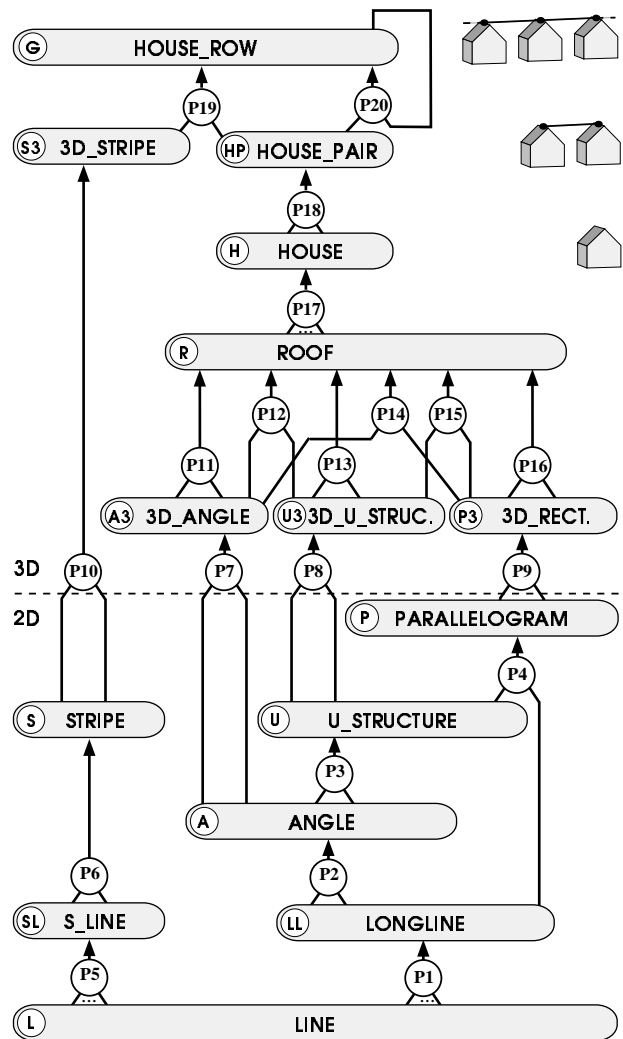 G HOUSE_ROW
P19 P20
S3 3D_STRIPE HP HOUSE_PAIR
P18
H HOUSE
P17
...
R ROOF
P12 P14 P15
P11 P13 P16
A3 3D_ANGLE U3 3D_U_STRUC. P3 3D_RECT.
3D P10 P7 P8 P9
2D P PARALLELOGRAM
P4
S STRIPE U U_STRUCTURE
P3
A ANGLE
P6 P2
SL S_LINE LL LONGLINE
P5 P1
... ...
L LINE